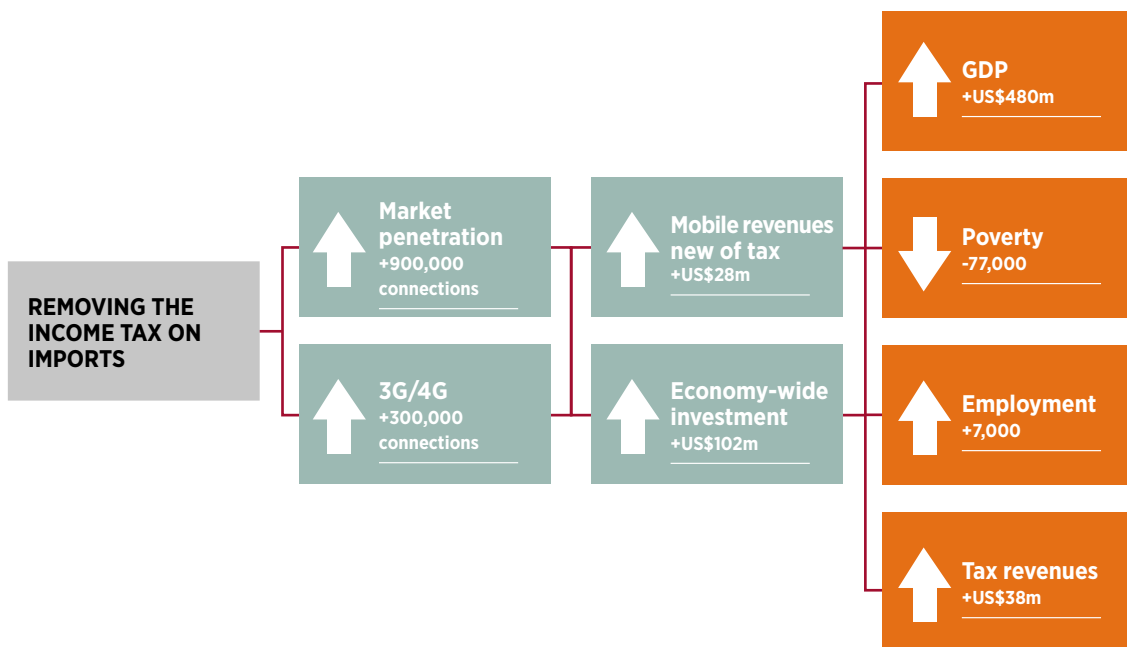 REMOVING THE
INCOME TAX ON
IMPORTS
Market
penetration
+900,000
connections
3G/4G
+300,000
connections
Mobile revenues
new of tax
+US$28m
Economy-wide
investment
+US$102m
GDP
+US$480m
Poverty
-77,000
Employment
+7,000
Tax revenues
+US$38m